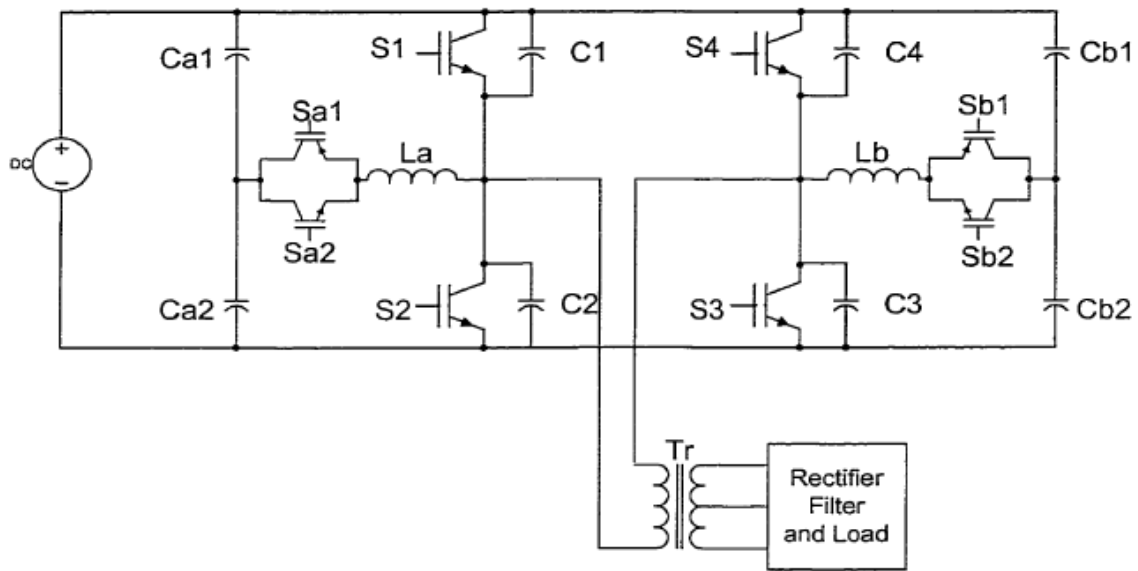 S1
C1
S4
C4
Ca1
Cb1
Sa1
Sb1
DC
+
−
La
Lb
Sa2
Sb2
Ca2
S2
C2
S3
C3
Cb2
Tr
Rectifier
Filter
and Load